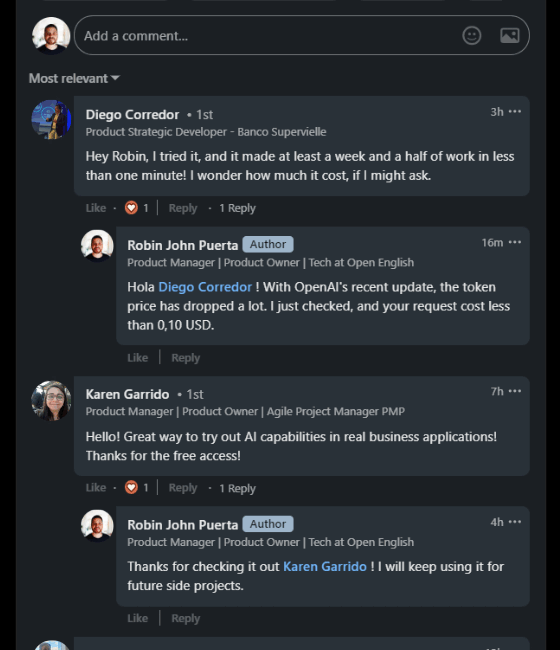 Add a comment...
Most relevant
Diego Corredor • 1st
3h
Product Strategic Developer - Banco Supervielle
Hey Robin, I tried it, and it made at least a week and a half of work in less
than one minute! I wonder how much it cost, if I might ask.
Like · 1 | Reply · 1 Reply
Robin John Puerta Author
16m
Product Manager | Product Owner | Tech at Open English
Hola Diego Corredor ! With OpenAI's recent update, the token
price has dropped a lot. I just checked, and your request cost less
than 0,10 USD.
Like | Reply
Karen Garrido • 1st
7h
Product Manager | Product Owner | Agile Project Manager PMP
Hello! Great way to try out AI capabilities in real business applications!
Thanks for the free access!
Like · 1 | Reply · 1 Reply
Robin John Puerta Author
4h
Product Manager | Product Owner | Tech at Open English
Thanks for checking it out Karen Garrido ! I will keep using it for
future side projects.
Like | Reply